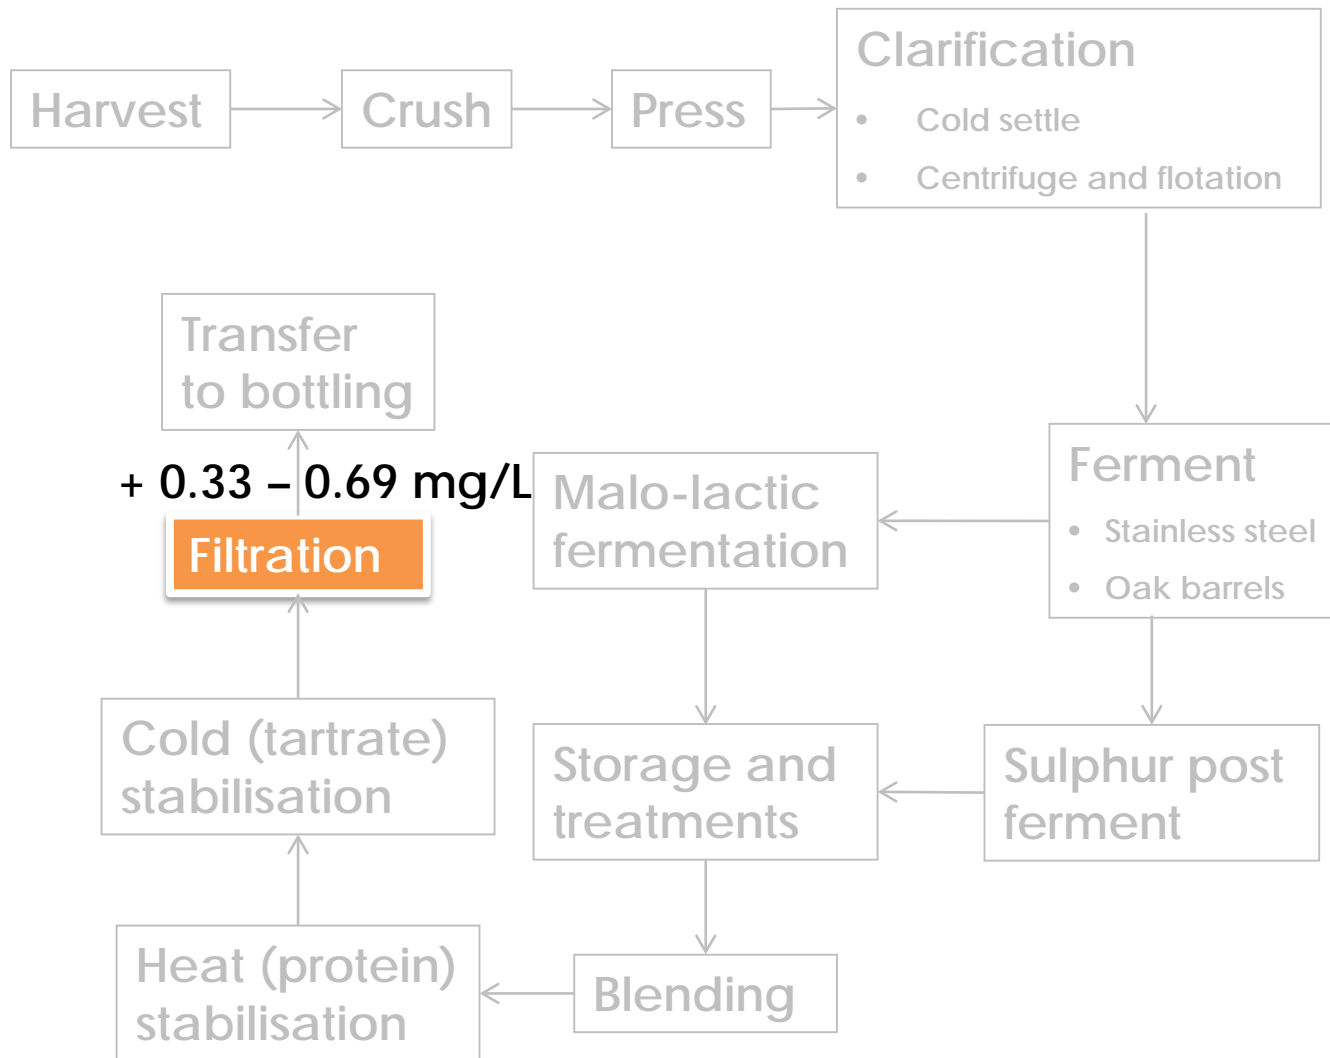 Harvest
Crush
Press
Clarification
• Cold settle
• Centrifuge and flotation
Transfer
to bottling
+ 0.33 – 0.69 mg/L
Filtration
Malo-lactic
fermentation
Ferment
• Stainless steel
• Oak barrels
Cold (tartrate)
stabilisation
Storage and
treatments
Sulphur post
ferment
Heat (protein)
stabilisation
Blending